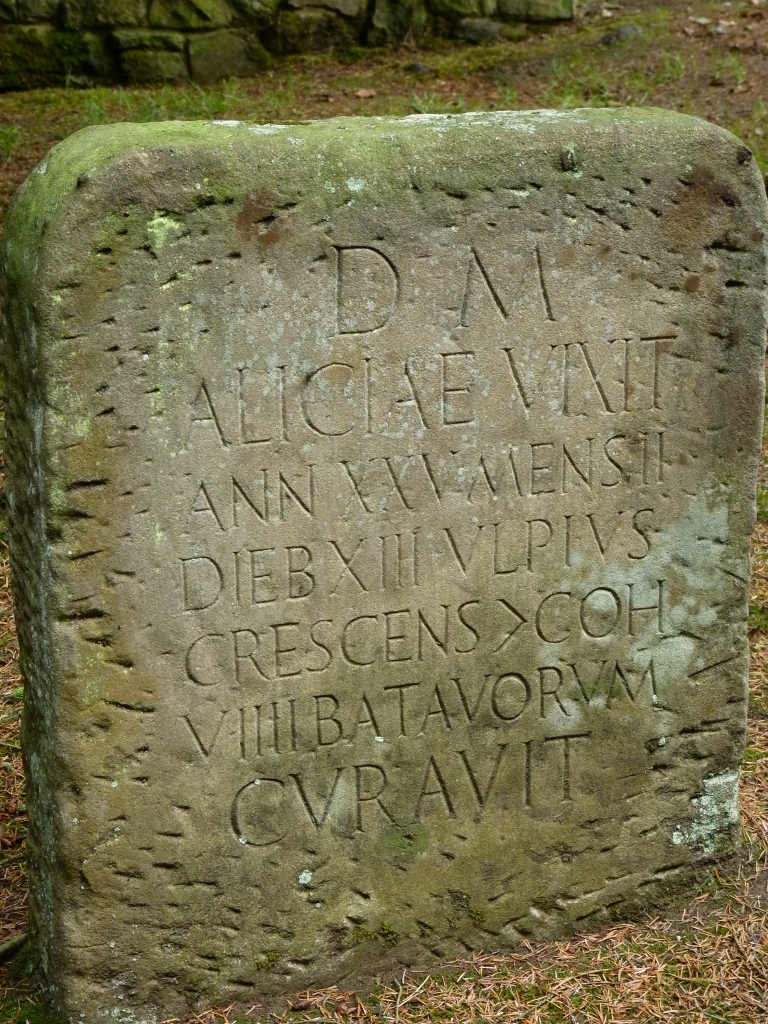 D M
ALICIAE VIXIT
ANN XXV MENS II
DIEB XIII VLPIVS
CRESCENS > COH
VIIII BATAVORVM
CVRAVIT